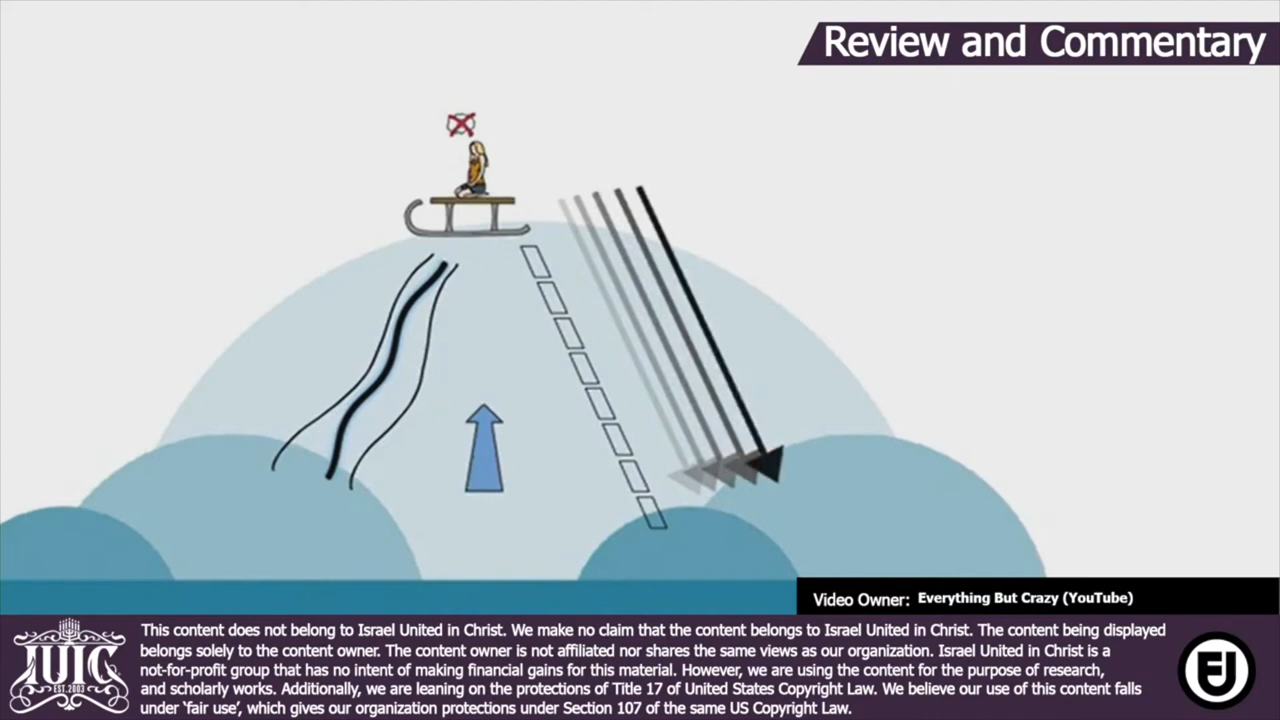 Review and Commentary
Video Owner: Everything But Crazy (YouTube)
IUIC
EST.2003
This content does not belong to Israel United in Christ. We make no claim that the content belongs to Israel United in Christ. The content being displayed
belongs solely to the content owner. The content owner is not affiliated nor shares the same views as our organization. Israel United in Christ is a
not-for-profit group that has no intent of making financial gains for this material. However, we are using the content for the purpose of research,
and scholarly works. Additionally, we are leaning on the protections of Title 17 of United States Copyright Law. We believe our use of this content falls
under ‘fair use’, which gives our organization protections under Section 107 of the same US Copyright Law.